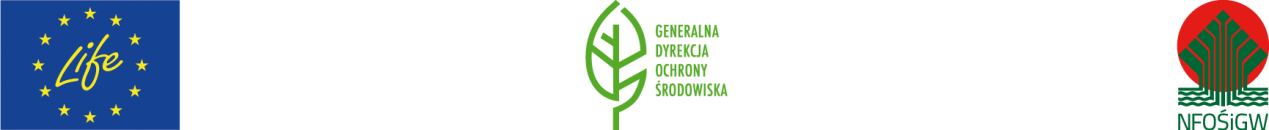 Life
GENERALNA
DYREKCJA
OCHRONY
ŚRODOWISKA
NFOŚiGW